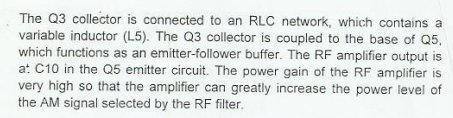 The Q3 collector is connected to an RLC network, which contains a
variable inductor (L5). The Q3 collector is coupled to the base of Q5,
which functions as an emitter-follower buffer. The RF amplifier output is
at C10 in the Q5 emitter circuit. The power gain of the RF amplifier is
very high so that the amplifier can greatly increase the power level of
the AM signal selected by the RF filter.